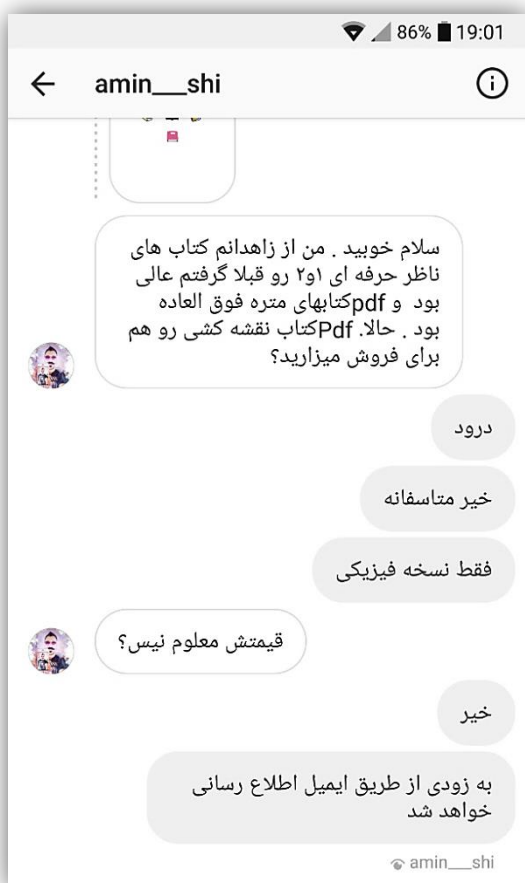 86% 19:01
amin___shi
سلام خوبید . من از زاهدانم کتاب های
ناظر حرفه ای ۱و۲ رو قبلا گرفتم عالی
بود و pdfکتابهای متره فوق العاده
بود . حالا. Pdfکتاب نقشه کشی رو هم
برای فروش میزارید؟
درود
خیر متاسفانه
فقط نسخه فیزیکی
قیمتش معلوم نیس؟
خیر
به زودی از طریق ایمیل اطلاع رسانی
خواهد شد
amin___shi